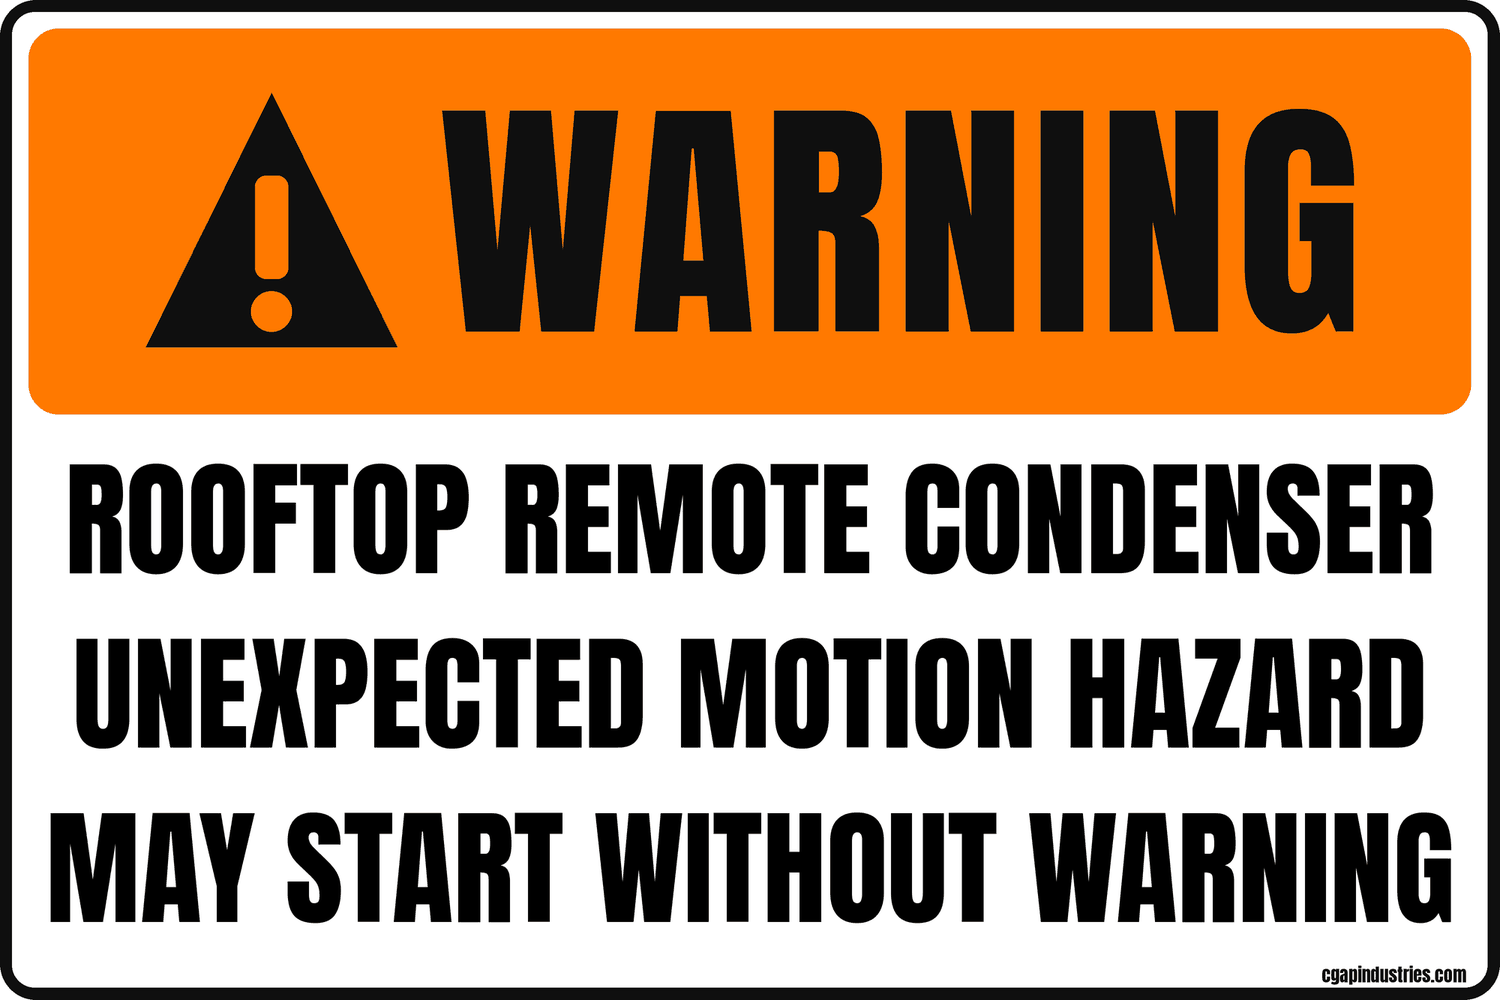 WARNING
ROOFTOP REMOTE CONDENSER
UNEXPECTED MOTION HAZARD
MAY START WITHOUT WARNING
cgapindustries.com